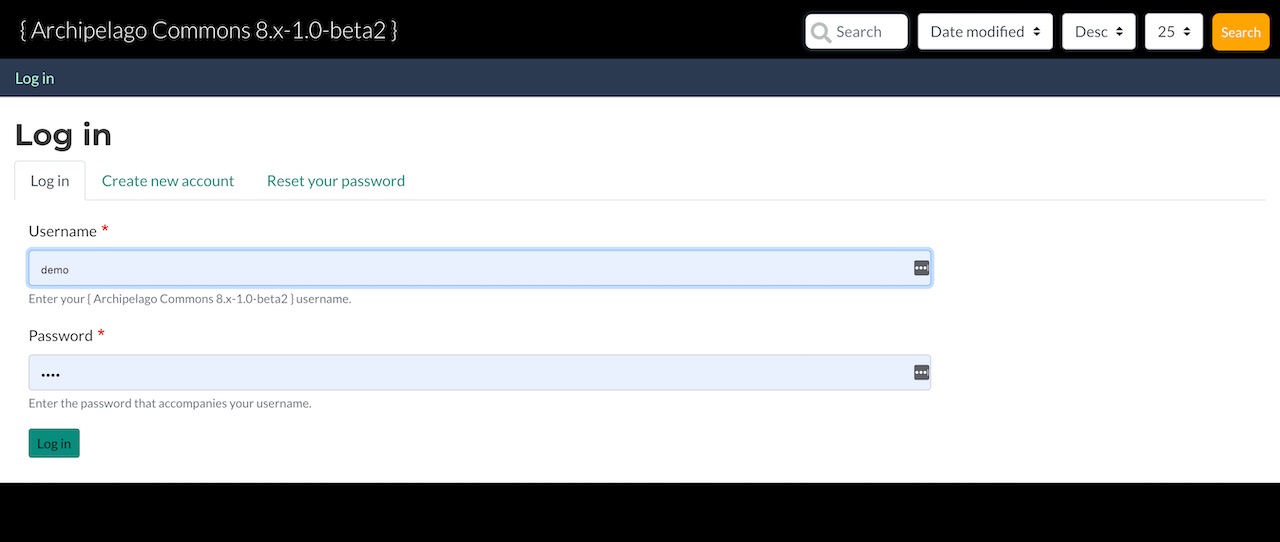 { Archipelago Commons 8.x-1.0-beta2 } Search Date modified Desc 25 Search
Log in
Log in
Log in Create new account Reset your password
Username *
demo
Enter your { Archipelago Commons 8.x-1.0-beta2 } username.
Password *
••••
Enter the password that accompanies your username.
Log in